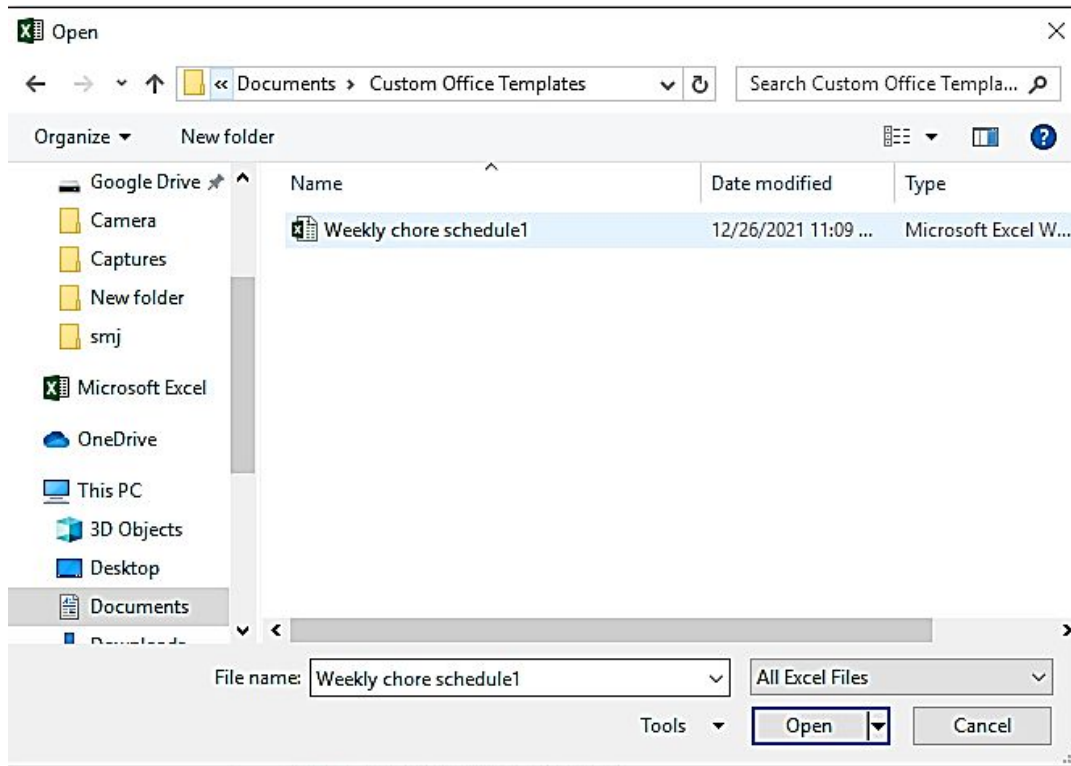 Open
« Documents > Custom Office Templates
Search Custom Office Templa...
Organize
New folder
Google Drive
Camera
Captures
New folder
smj
Microsoft Excel
OneDrive
This PC
3D Objects
Desktop
Documents
Downloads
Name Date modified Type
Weekly chore schedule1 12/26/2021 11:09 ... Microsoft Excel W...
File name: Weekly chore schedule1 All Excel Files
Tools Open Cancel